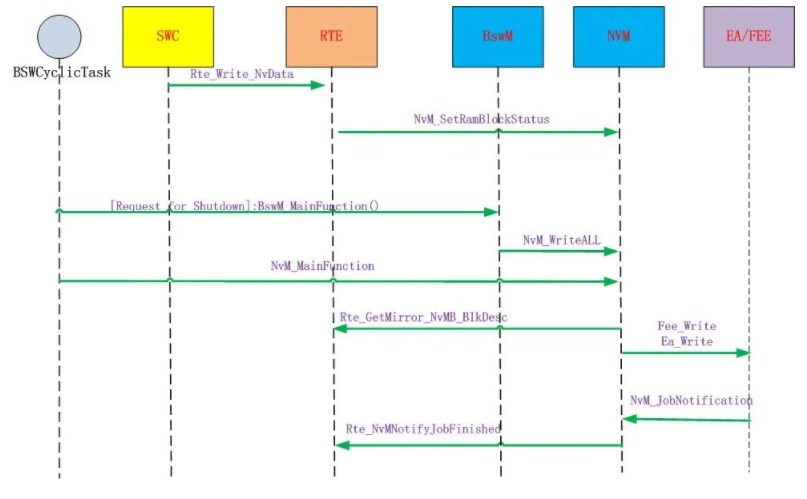 SWC
RTE
BswM
NVM
EA/FEE
BSWCyclicTask
Rte_Write_NvData
NvM_SetRamBlockStatus
[Request for Shutdown]:BswM_MainFunction()
NvM_WriteALL
NvM_MainFunction
Rte_GetMirror_NvMB_BlkDesc
Fee_Write
Ea_Write
NvM_JobNotification
Rte_NvMNotifyJobFinished